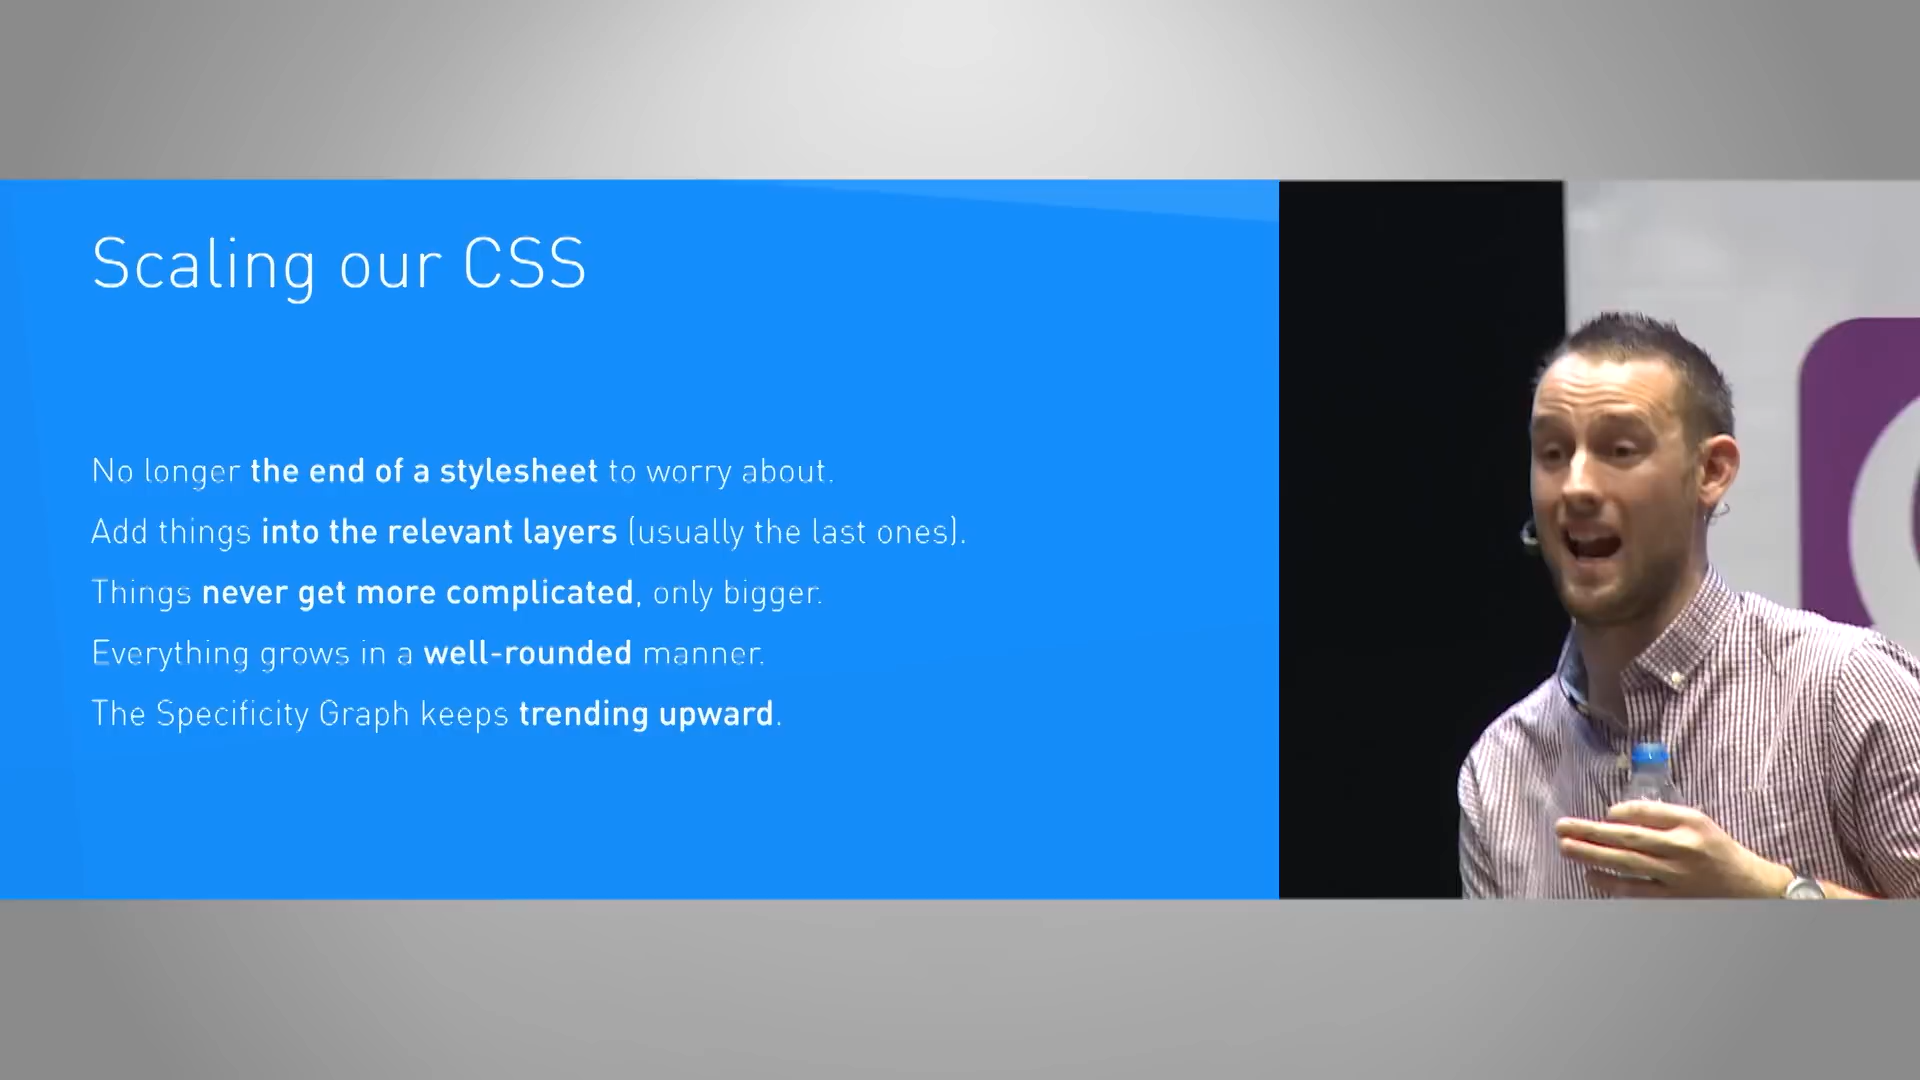 Scaling our CSS
No longer the end of a stylesheet to worry about.
Add things into the relevant layers (usually the last ones).
Things never get more complicated, only bigger.
Everything grows in a well-rounded manner.
The Specificity Graph keeps trending upward.